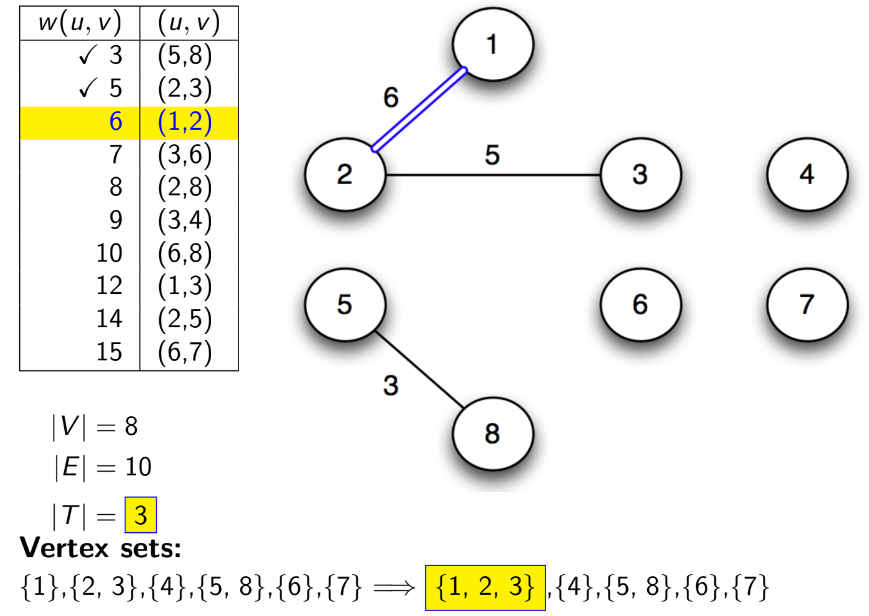 w(u, v) (u, v)
✓ 3 (5,8)
✓ 5 (2,3)
6 (1,2)
7 (3,6)
8 (2,8)
9 (3,4)
10 (6,8)
12 (1,3)
14 (2,5)
15 (6,7)
1
6
5
2
3
4
5
6
7
3
8
|V| = 8
|E| = 10
|T| = 3
Vertex sets:
{1},{2, 3},{4},{5, 8},{6},{7} ⟹ {1, 2, 3} ,{4},{5, 8},{6},{7}